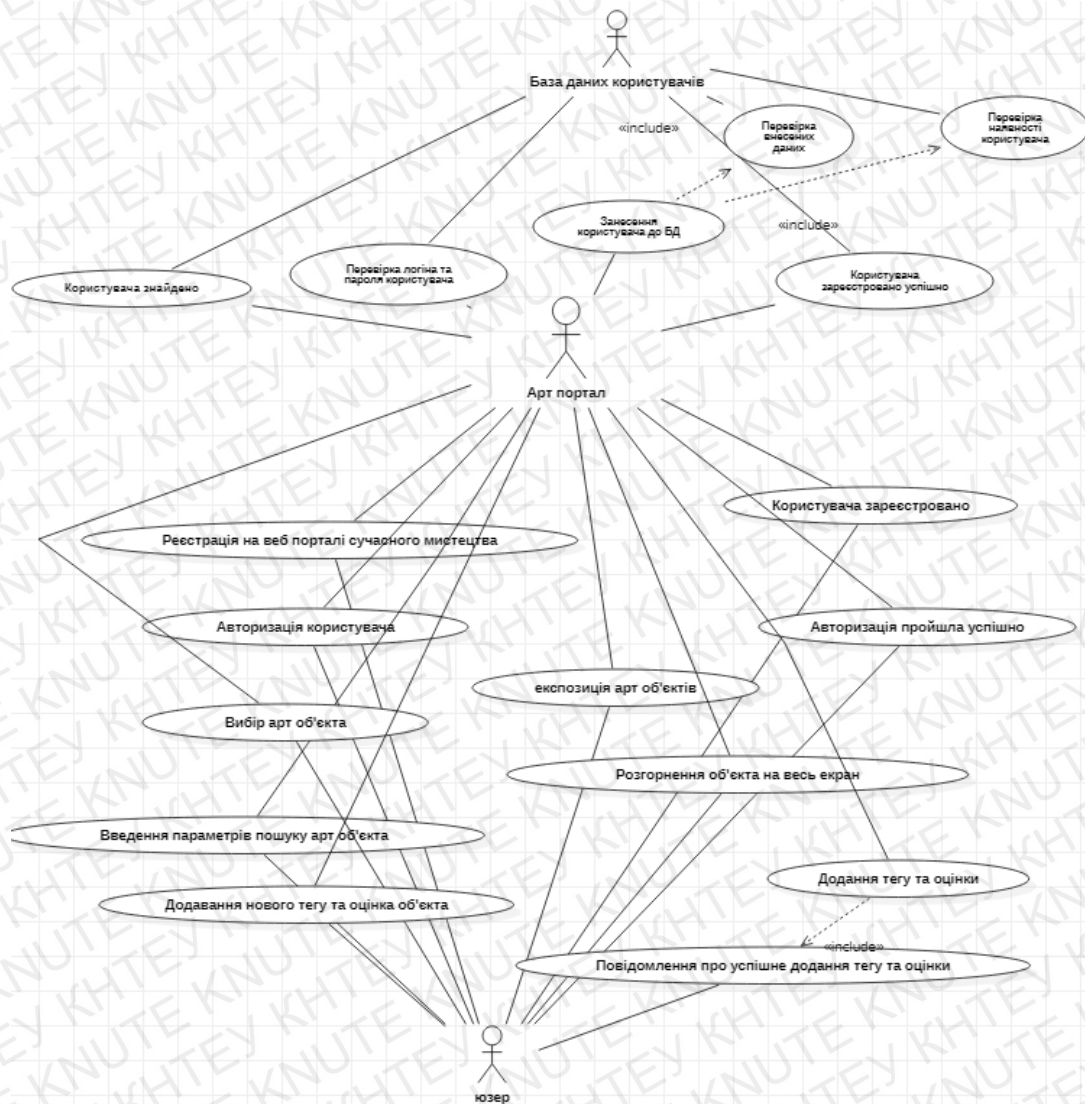 База даних користувачів
«include»
Перевірка
внесених
даних
Перевірка
наявності
користувача
Занесення
користувача до БД
«include»
Користувача знайдено
Перевірка логіна та
пароля користувача
Користувача
зареєстровано успішно
Арт портал
Користувача зареєстровано
Реєстрація на веб порталі сучасного мистецтва
Авторизація користувача
Авторизація пройшла успішно
експозиція арт об'єктів
Вибір арт об'єкта
Розгорнення об'єкта на весь екран
Введення параметрів пошуку арт об'єкта
Додання тегу та оцінки
Додавання нового тегу та оцінка об'єкта
«include»
Повідомлення про успішне додання тегу та оцінки
юзер